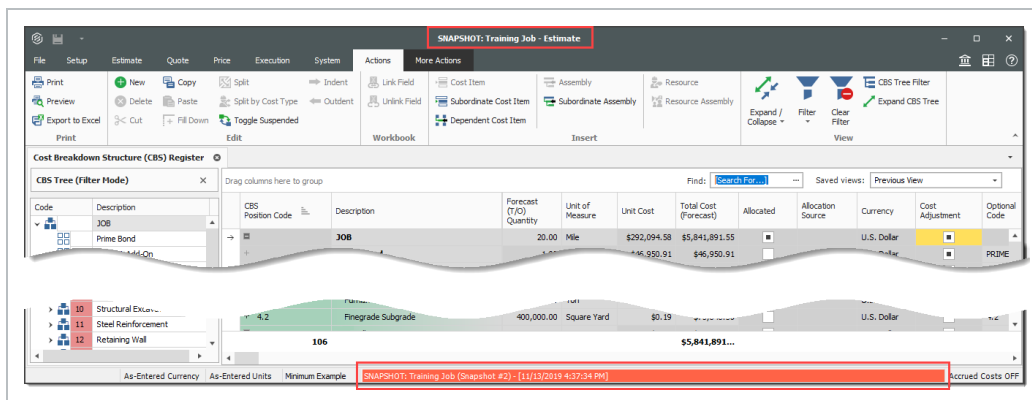 SNAPSHOT: Training Job - Estimate
File Setup Estimate Quote Price Execution System Actions More Actions
Print New Copy Split Indent Link Field Cost Item Assembly Resource CBS Tree Filter
Preview Delete Paste Split by Cost Type Outdent Unlink Field Subordinate Cost Item Subordinate Assembly Resource Assembly Expand / Collapse Filter Clear Filter Expand CBS Tree
Export to Excel Cut Fill Down Toggle Suspended Dependent Cost Item
Print Edit Workbook Insert View
Cost Breakdown Structure (CBS) Register
CBS Tree (Filter Mode) Drag columns here to group Find: [Search For...] Saved views: Previous View
Code Description CBS Position Code Description Forecast (T/O) Quantity Unit of Measure Unit Cost Total Cost (Forecast) Allocated Allocation Source Currency Cost Adjustment Optional Code
JOB
Prime Bond JOB 20.00 Mile $292,094.58 $5,841,891.55 U.S. Dollar
Add-On $46,950.91 $46,950.91 U.S. Dollar PRIME
10 Structural Ton
11 Steel Reinforcement 4.2 Finegrade Subgrade 400,000.00 Square Yard $0.19 U.S. Dollar 4.2
12 Retaining Wall
106 $5,841,891...
As-Entered Currency As-Entered Units Minimum Example SNAPSHOT: Training Job (Snapshot #2) - [11/13/2019 4:37:34 PM] Accrued Costs OFF